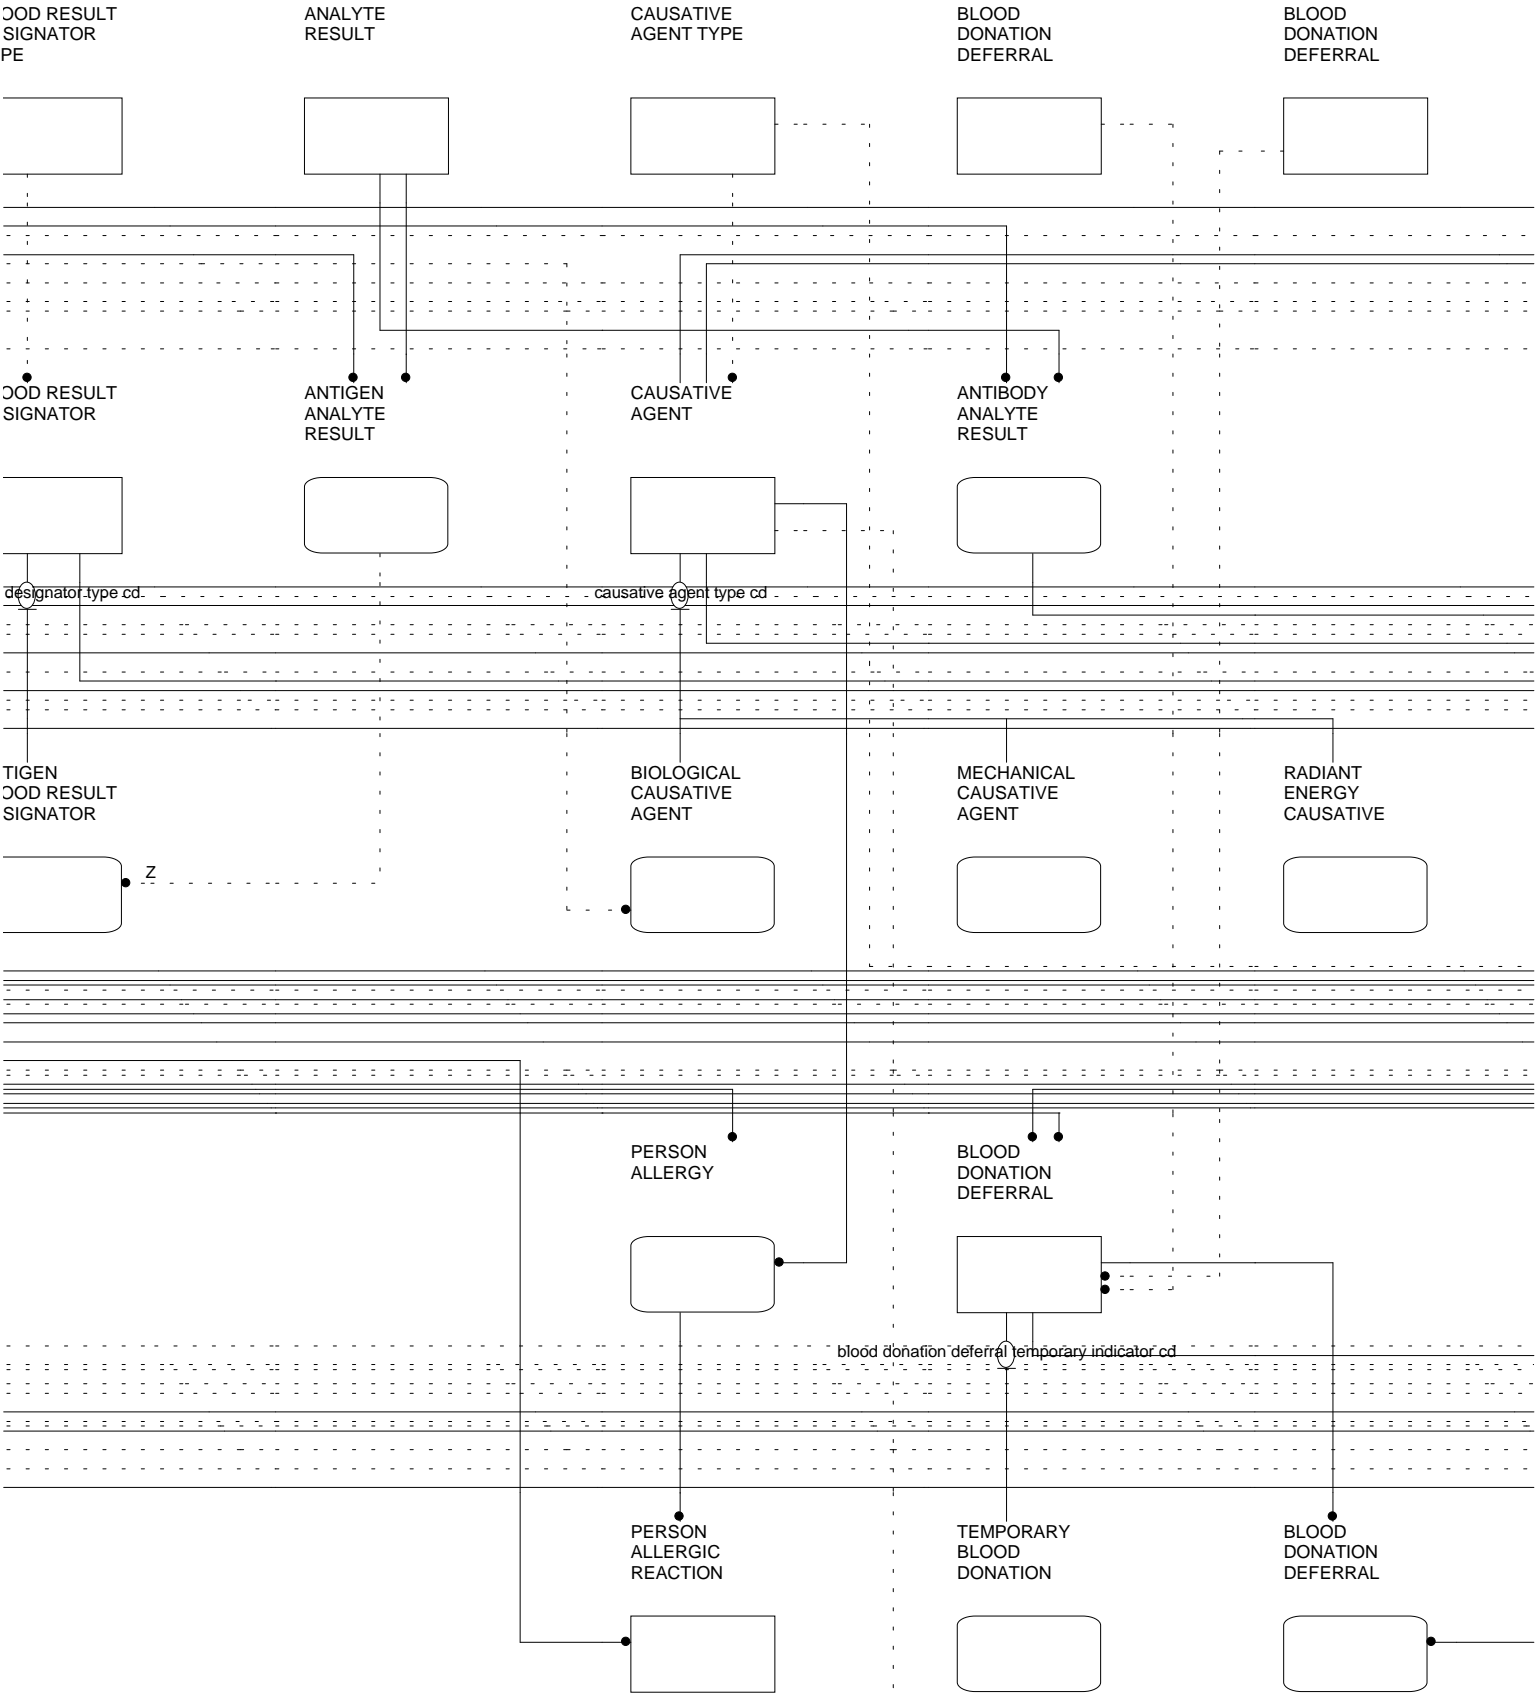 OOD RESULT
SIGNATOR
PE
ANALYTE
RESULT
CAUSATIVE
AGENT TYPE
BLOOD
DONATION
DEFERRAL
BLOOD
DONATION
DEFERRAL
OOD RESULT
SIGNATOR
ANTIGEN
ANALYTE
RESULT
CAUSATIVE
AGENT
ANTIBODY
ANALYTE
RESULT
designator type cd
causative agent type cd
TIGEN
OOD RESULT
SIGNATOR
BIOLOGICAL
CAUSATIVE
AGENT
MECHANICAL
CAUSATIVE
AGENT
RADIANT
ENERGY
CAUSATIVE
Z
PERSON
ALLERGY
BLOOD
DONATION
DEFERRAL
blood donation deferral temporary indicator cd
PERSON
ALLERGIC
REACTION
TEMPORARY
BLOOD
DONATION
BLOOD
DONATION
DEFERRAL